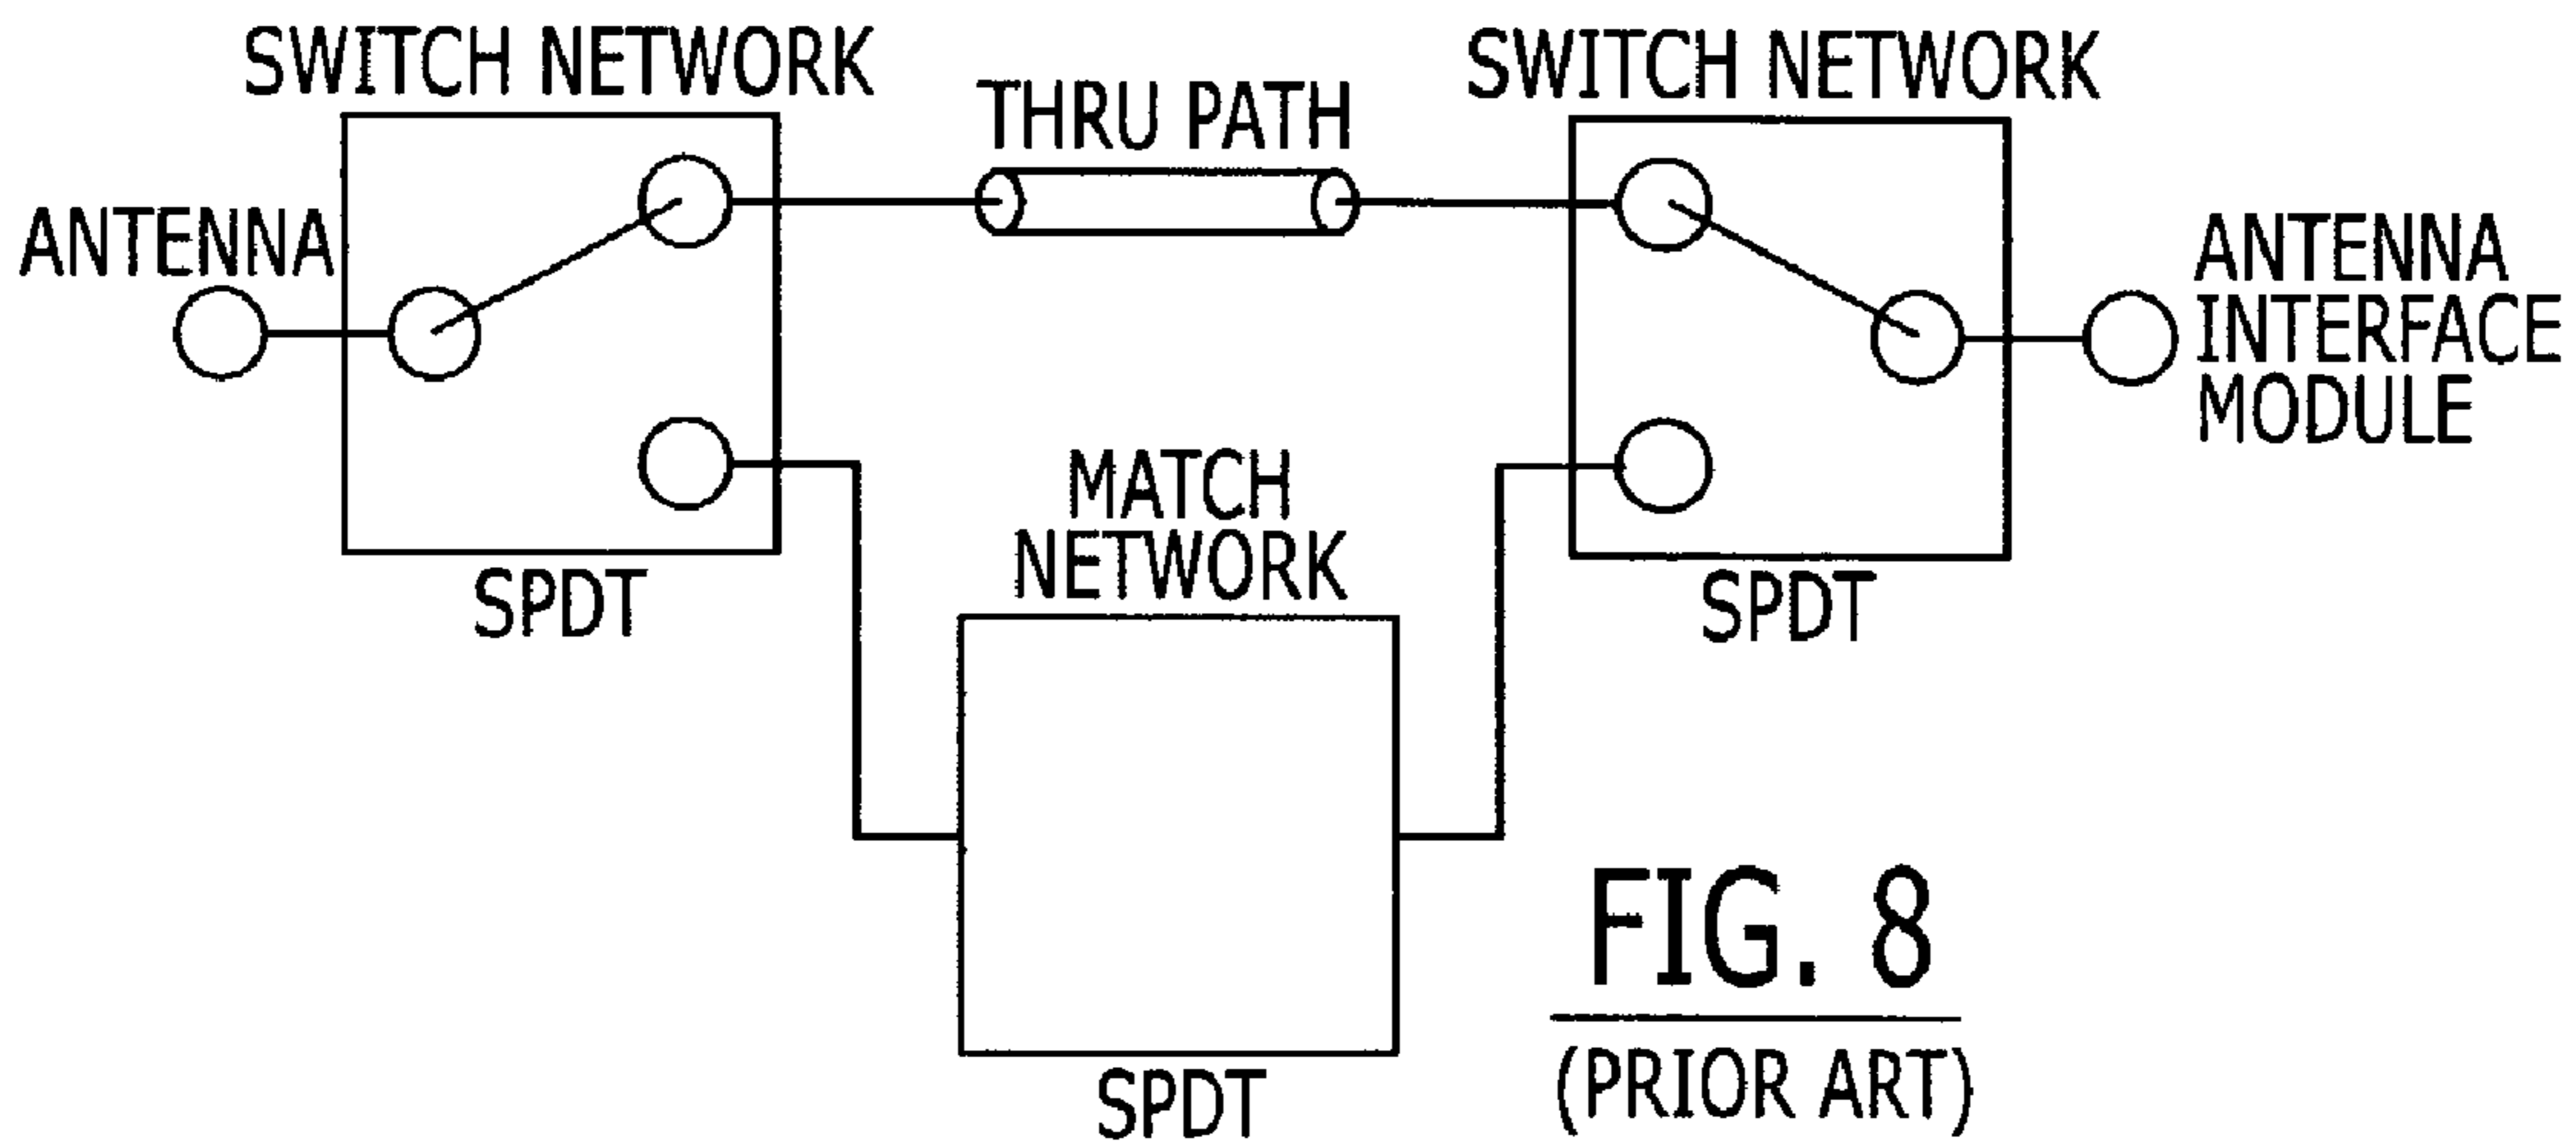 SWITCH NETWORK
SWITCH NETWORK
THRU PATH
ANTENNA
ANTENNA
INTERFACE
MODULE
MATCH
NETWORK
SPDT
SPDT
SPDT
FIG. 8
(PRIOR ART)